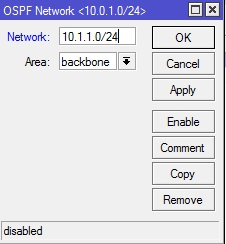 OSPF Network <10.0.1.0/24>
Network: 10.1.1.0/24 OK
Area: backbone Cancel
Apply
Enable
Comment
Copy
Remove
disabled